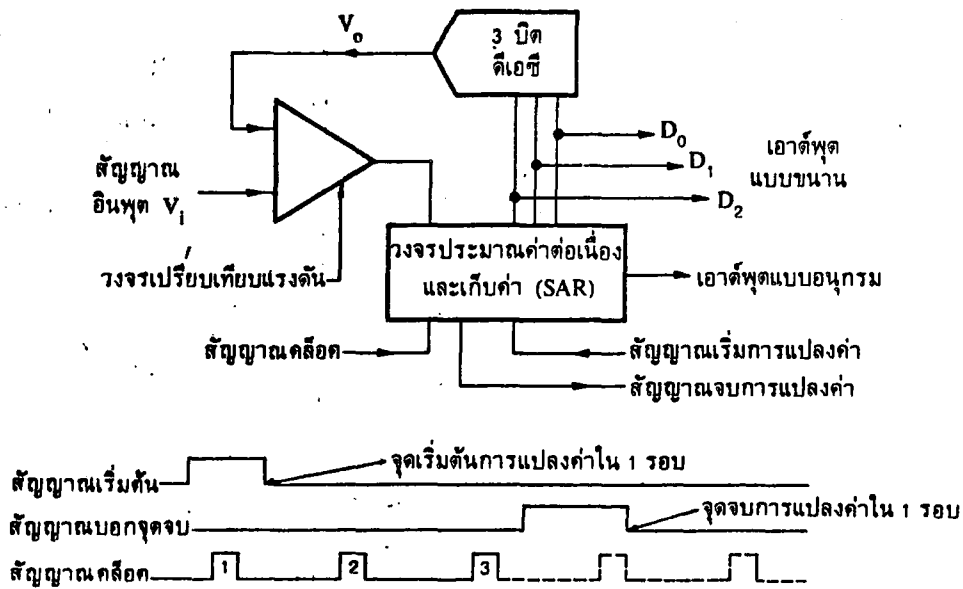 V_o
3 บิต
ดีเอซี
D_0
D_1
D_2
เอาต์พุต
แบบขนาน
สัญญาณ
อินพุต V_i
วงจรเปรียบเทียบแรงดัน
วงจรประมาณค่าต่อเนื่อง
และเก็บค่า (SAR)
เอาต์พุตแบบอนุกรม
สัญญาณคล็อค
สัญญาณเริ่มการแปลงค่า
สัญญาณจบการแปลงค่า
จุดเริ่มต้นการแปลงค่าใน 1 รอบ
สัญญาณเริ่มต้น
จุดจบการแปลงค่าใน 1 รอบ
สัญญาณบอกจุดจบ
สัญญาณคล็อค 1 2 3